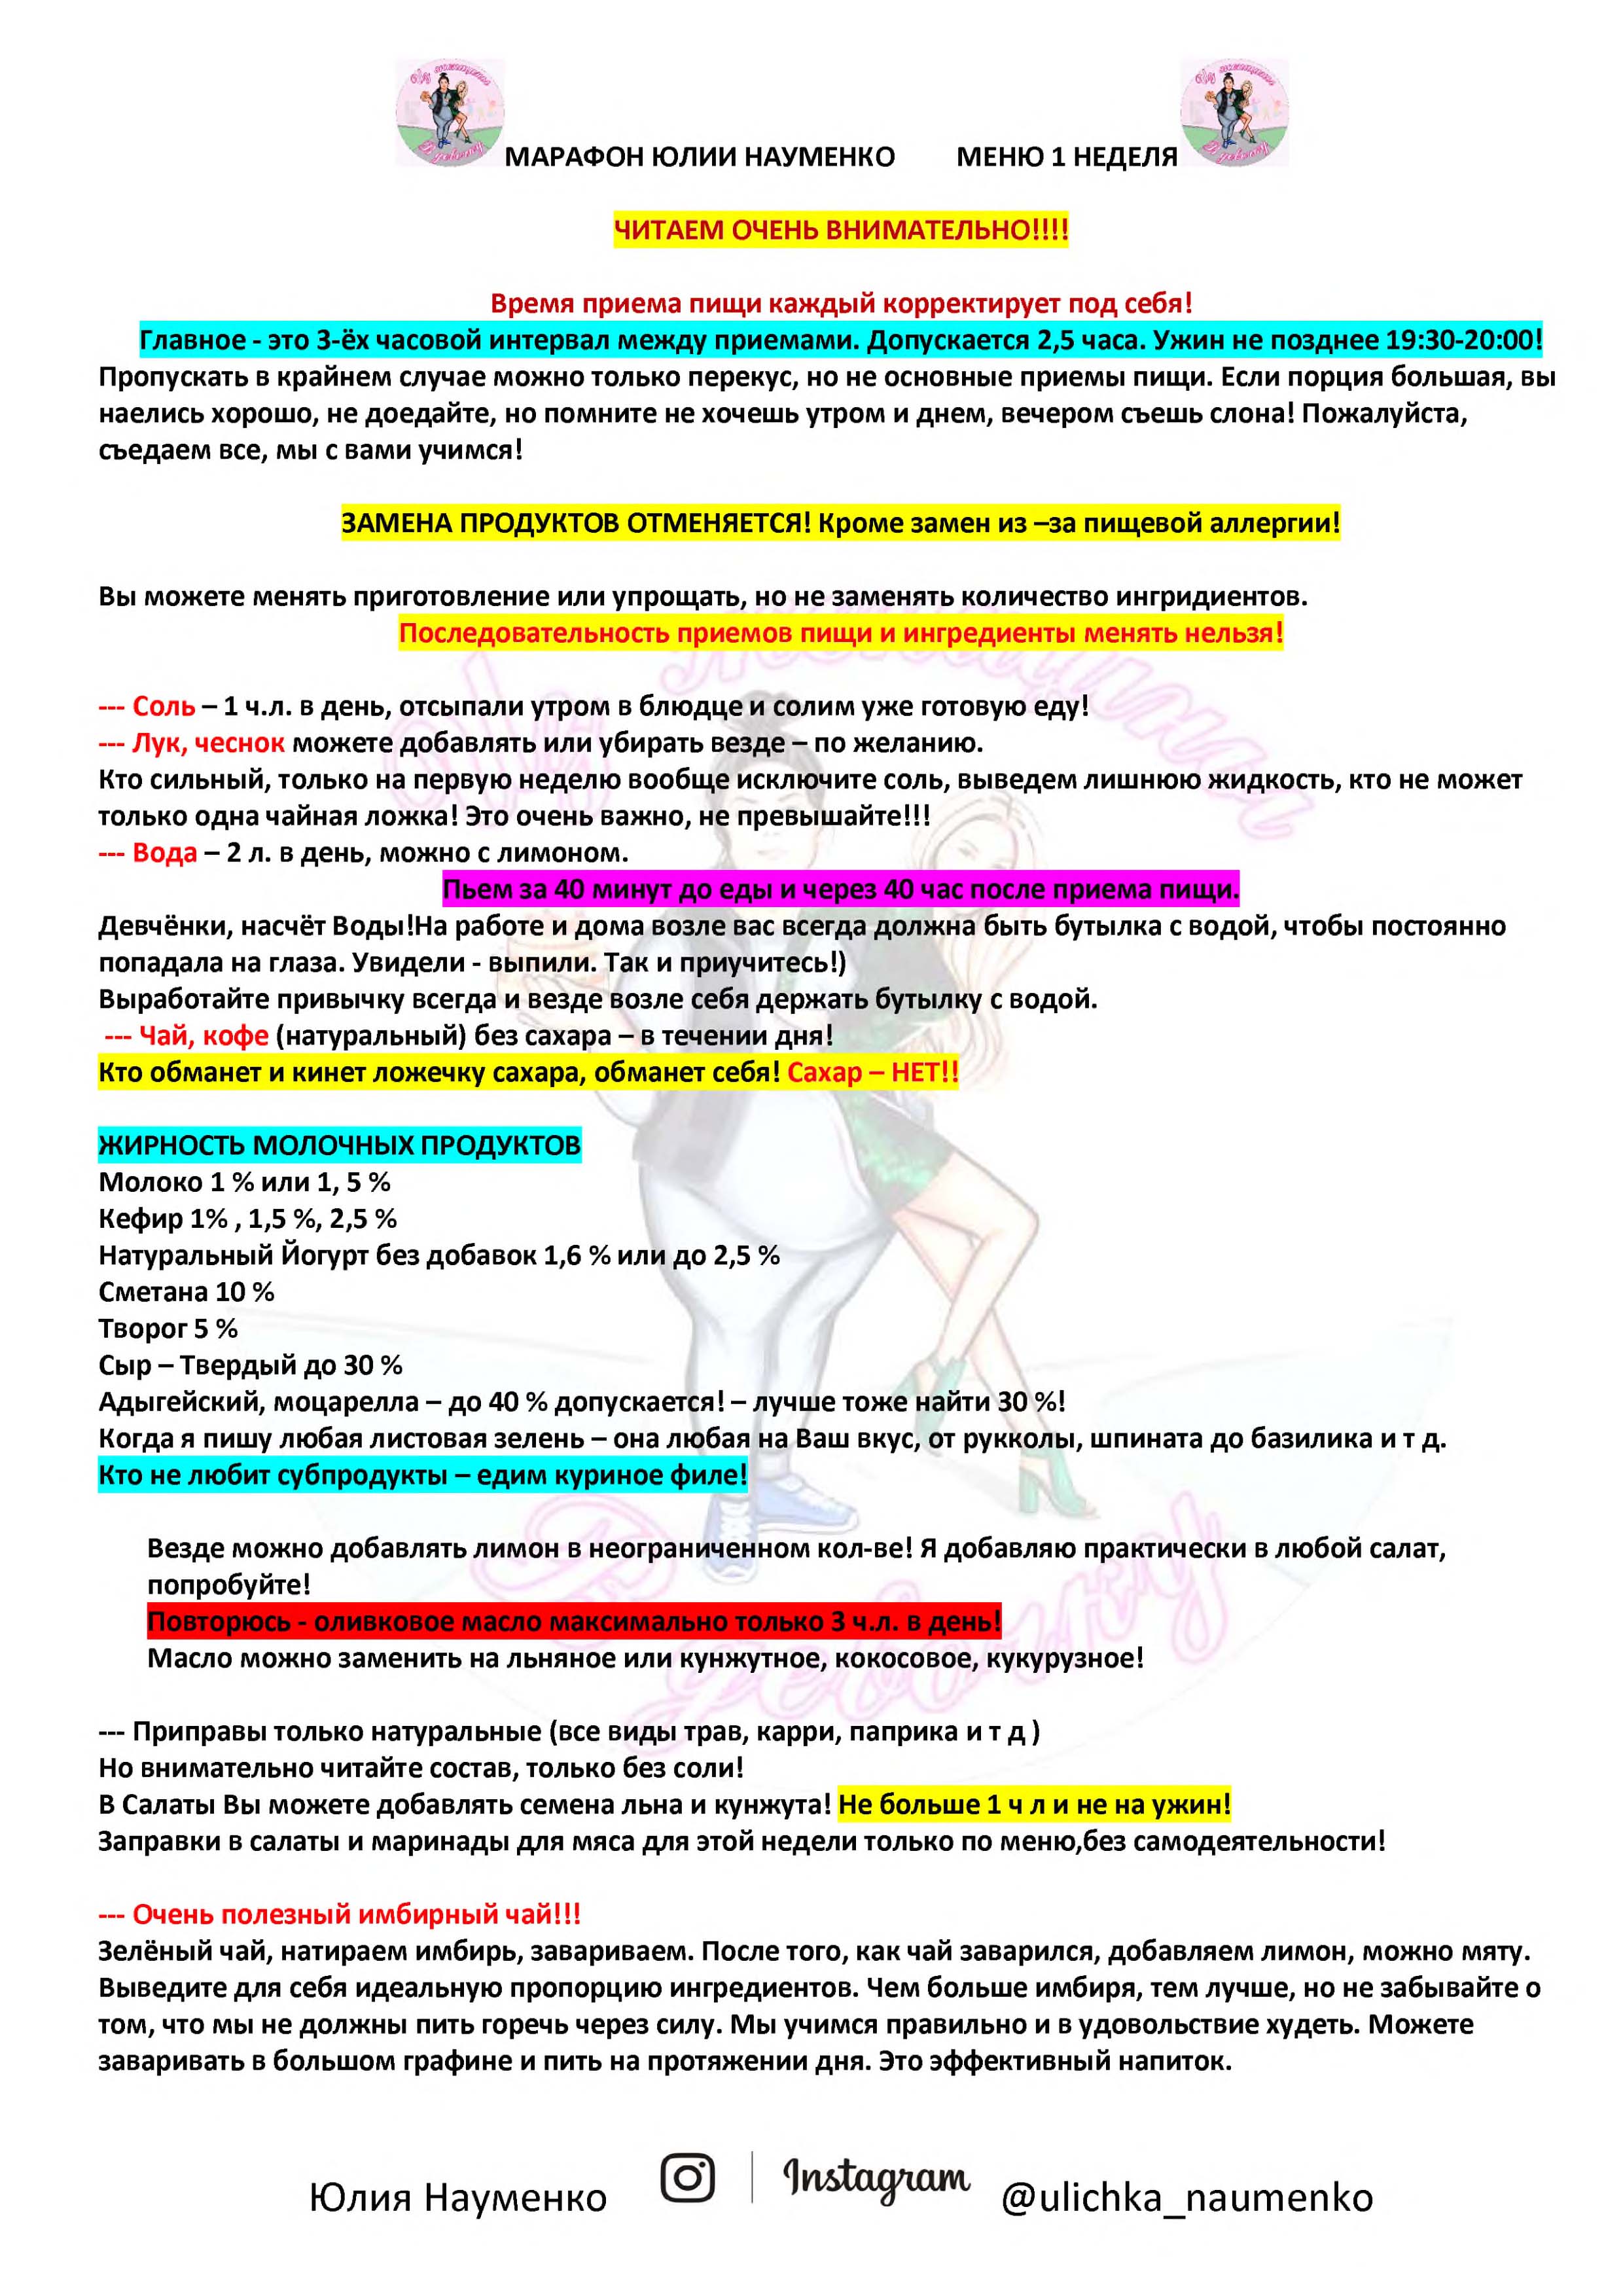 МАРАФОН ЮЛИИ НАУМЕНКО МЕНЮ 1 НЕДЕЛЯ
ЧИТАЕМ ОЧЕНЬ ВНИМАТЕЛЬНО!!!!
Время приема пищи каждый корректирует под себя!
Главное - это 3-ёх часовой интервал между приемами. Допускается 2,5 часа. Ужин не позднее 19:30-20:00!
Пропускать в крайнем случае можно только перекус, но не основные приемы пищи. Если порция большая, вы
наелись хорошо, не доедайте, но помните не хочешь утром и днем, вечером съешь слона! Пожалуйста,
съедаем все, мы с вами учимся!
ЗАМЕНА ПРОДУКТОВ ОТМЕНЯЕТСЯ! Кроме замен из –за пищевой аллергии!
Вы можете менять приготовление или упрощать, но не заменять количество ингридиентов.
Последовательность приемов пищи и ингредиенты менять нельзя!
--- Соль – 1 ч.л. в день, отсыпали утром в блюдце и солим уже готовую еду!
--- Лук, чеснок можете добавлять или убирать везде – по желанию.
Кто сильный, только на первую неделю вообще исключите соль, выведем лишнюю жидкость, кто не может
только одна чайная ложка! Это очень важно, не превышайте!!!
--- Вода – 2 л. в день, можно с лимоном.
Пьем за 40 минут до еды и через 40 час после приема пищи.
Девчёнки, насчёт Воды!На работе и дома возле вас всегда должна быть бутылка с водой, чтобы постоянно
попадала на глаза. Увидели - выпили. Так и приучитесь!)
Выработайте привычку всегда и везде возле себя держать бутылку с водой.
--- Чай, кофе (натуральный) без сахара – в течении дня!
Кто обманет и кинет ложечку сахара, обманет себя! Сахар – НЕТ!!
ЖИРНОСТЬ МОЛОЧНЫХ ПРОДУКТОВ
Молоко 1 % или 1, 5 %
Кефир 1% , 1,5 %, 2,5 %
Натуральный Йогурт без добавок 1,6 % или до 2,5 %
Сметана 10 %
Творог 5 %
Сыр – Твердый до 30 %
Адыгейский, моцарелла – до 40 % допускается! – лучше тоже найти 30 %!
Когда я пишу любая листовая зелень – она любая на Ваш вкус, от рукколы, шпината до базилика и т д.
Кто не любит субпродукты – едим куриное филе!
Везде можно добавлять лимон в неограниченном кол-ве! Я добавляю практически в любой салат,
попробуйте!
Повторюсь - оливковое масло максимально только 3 ч.л. в день!
Масло можно заменить на льняное или кунжутное, кокосовое, кукурузное!
--- Приправы только натуральные (все виды трав, карри, паприка и т д )
Но внимательно читайте состав, только без соли!
В Салаты Вы можете добавлять семена льна и кунжута! Не больше 1 ч л и не на ужин!
Заправки в салаты и маринады для мяса для этой недели только по меню,без самодеятельности!
--- Очень полезный имбирный чай!!!
Зелёный чай, натираем имбирь, завариваем. После того, как чай заварился, добавляем лимон, можно мяту.
Выведите для себя идеальную пропорцию ингредиентов. Чем больше имбиря, тем лучше, но не забывайте о
том, что мы не должны пить горечь через силу. Мы учимся правильно и в удовольствие худеть. Можете
заваривать в большом графине и пить на протяжении дня. Это эффективный напиток.
Юлия Науменко Instagram @ulichka_naumenko